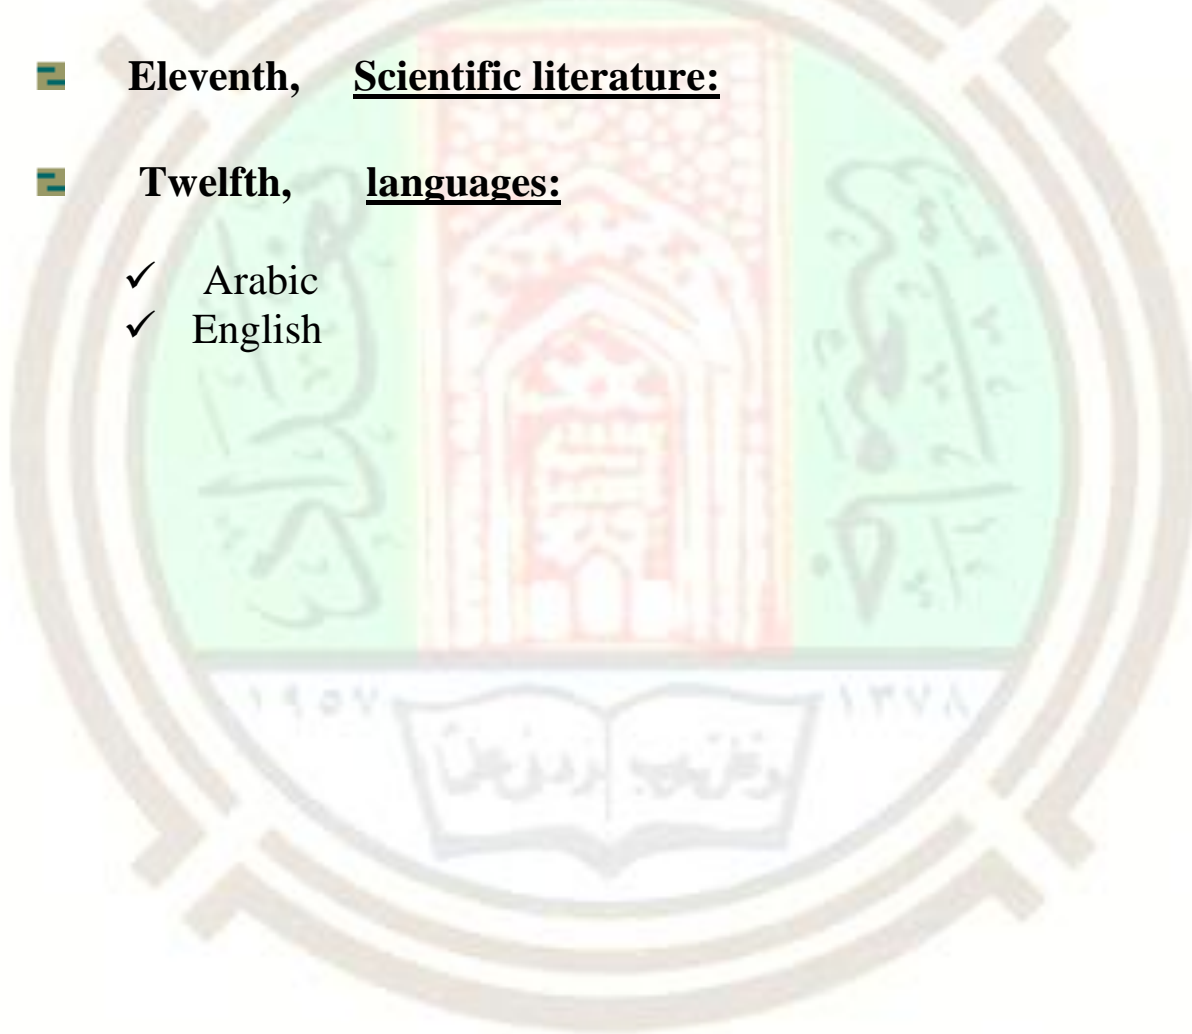 Eleventh, Scientific literature:
Twelfth, languages:
✓ Arabic
✓ English
١٣٧٨
١٩٥٧